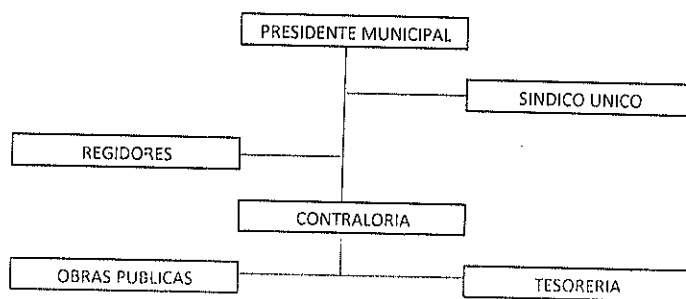 PRESIDENTE MUNICIPAL
SINDICO UNICO
REGIDORES
CONTRALORIA
OBRAS PUBLICAS
TESORERIA